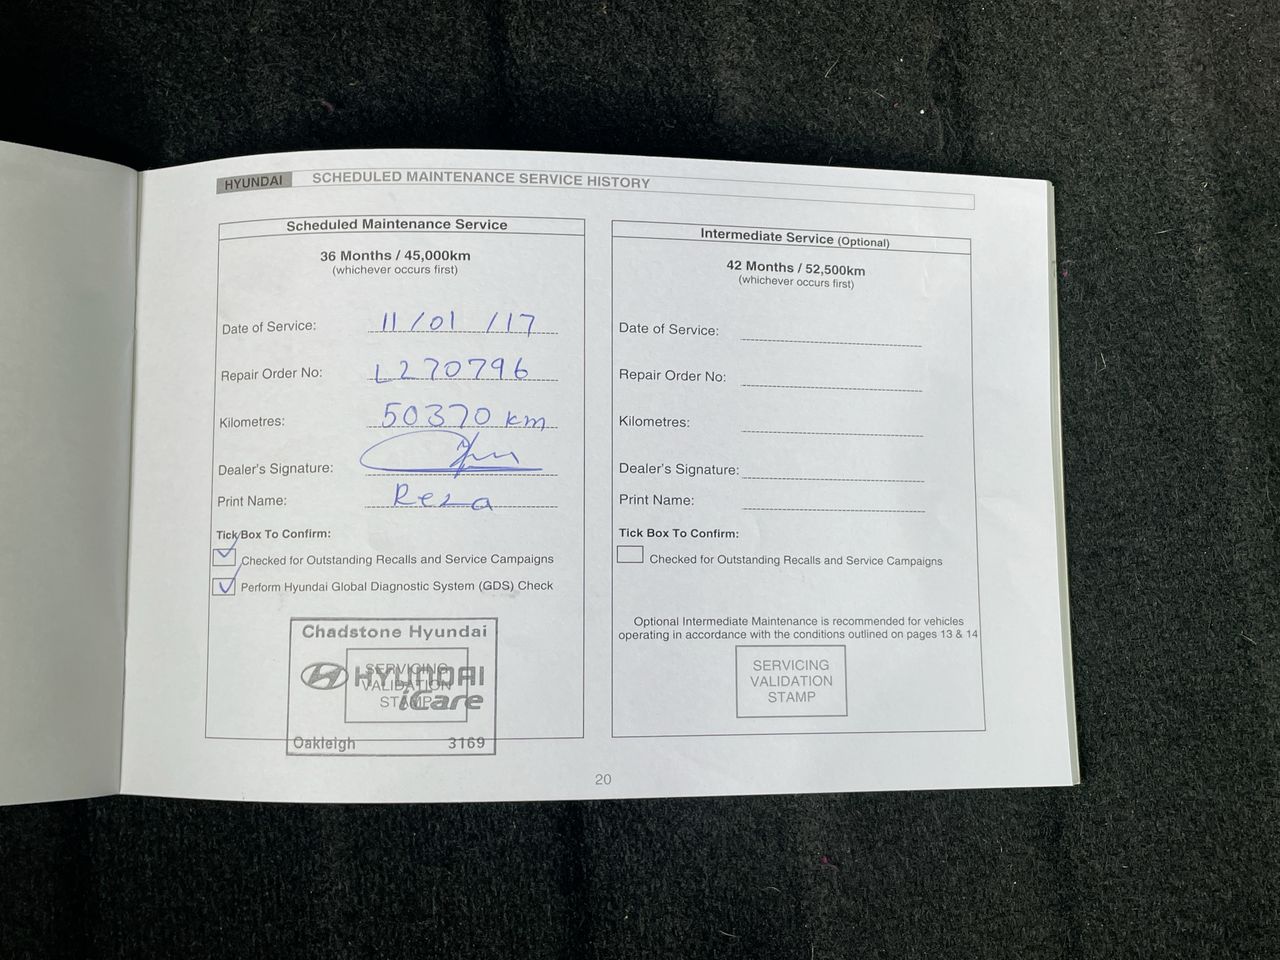 HYUNDAI SCHEDULED MAINTENANCE SERVICE HISTORY
Scheduled Maintenance Service
36 Months / 45,000km
(whichever occurs first)
Date of Service: 11/01/17
Repair Order No: L270796
Kilometres: 50370 km
Dealer's Signature:
Print Name: Reza
Tick Box To Confirm:
Checked for Outstanding Recalls and Service Campaigns
Perform Hyundai Global Diagnostic System (GDS) Check
Chadstone Hyundai
SERVICING
HYUNDAI
VALIDATION
STAMP
iCare
Oakleigh 3169
Intermediate Service (Optional)
42 Months / 52,500km
(whichever occurs first)
Date of Service:
Repair Order No:
Kilometres:
Dealer's Signature:
Print Name:
Tick Box To Confirm:
Checked for Outstanding Recalls and Service Campaigns
Optional Intermediate Maintenance is recommended for vehicles
operating in accordance with the conditions outlined on pages 13 & 14
SERVICING
VALIDATION
STAMP
20